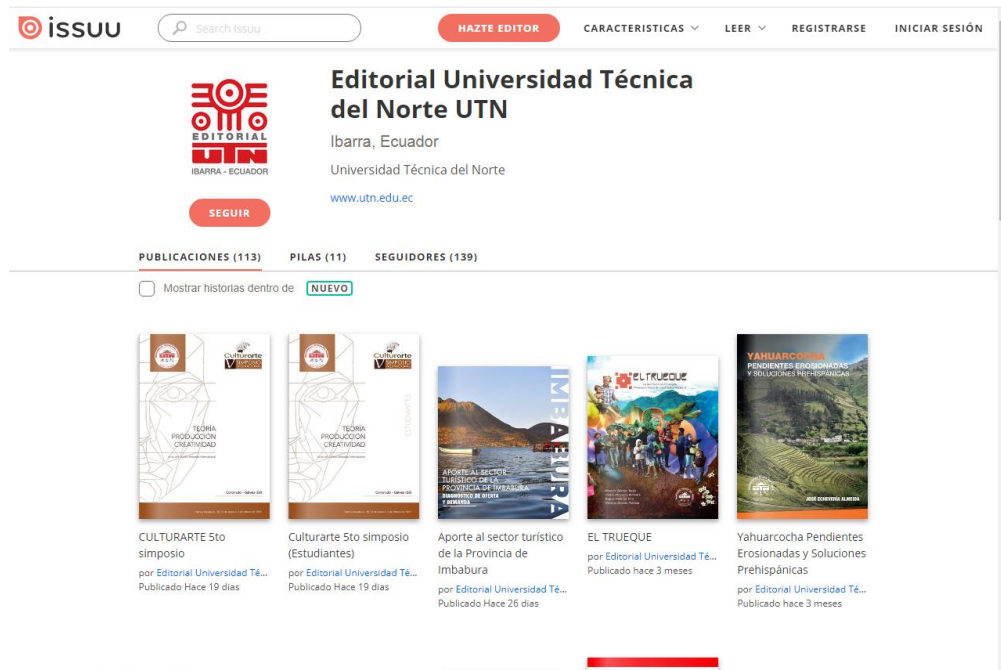 issuu
Search Issuu
HAZTE EDITOR
CARACTERISTICAS
LEER
REGISTRARSE
INICIAR SESIÓN
EDITORIAL
UTN
IBARRA - ECUADOR
SEGUIR
Editorial Universidad Técnica
del Norte UTN
Ibarra, Ecuador
Universidad Técnica del Norte
www.utn.edu.ec
PUBLICACIONES (113)
PILAS (11)
SEGUIDORES (139)
Mostrar historias dentro de
NUEVO
Culturarte
V SIMPOSIO
TEORÍA
PRODUCCIÓN
CREATIVIDAD
Culturarte
V SIMPOSIO
ESTUDIANTES
TEORÍA
PRODUCCIÓN
CREATIVIDAD
IMBABURA
APORTE AL SECTOR
TURÍSTICO DE LA
PROVINCIA DE IMBABURA
DIAGNÓSTICO DE OFERTA
Y DEMANDA
EL TRUEQUE
YAHUARCOCHA
PENDIENTES EROSIONADAS
Y SOLUCIONES PREHISPÁNICAS
JOSÉ ECHEVERRÍA ALMEIDA
CULTURARTE 5to
simposio
por Editorial Universidad Té...
Publicado Hace 19 dias
Culturarte 5to simposio
(Estudiantes)
por Editorial Universidad Té...
Publicado Hace 19 dias
Aporte al sector turístico
de la Provincia de
Imbabura
por Editorial Universidad Té...
Publicado Hace 26 dias
EL TRUEQUE
por Editorial Universidad Té...
Publicado hace 3 meses
Yahuarcocha Pendientes
Erosionadas y Soluciones
Prehispánicas
por Editorial Universidad Té...
Publicado hace 3 meses